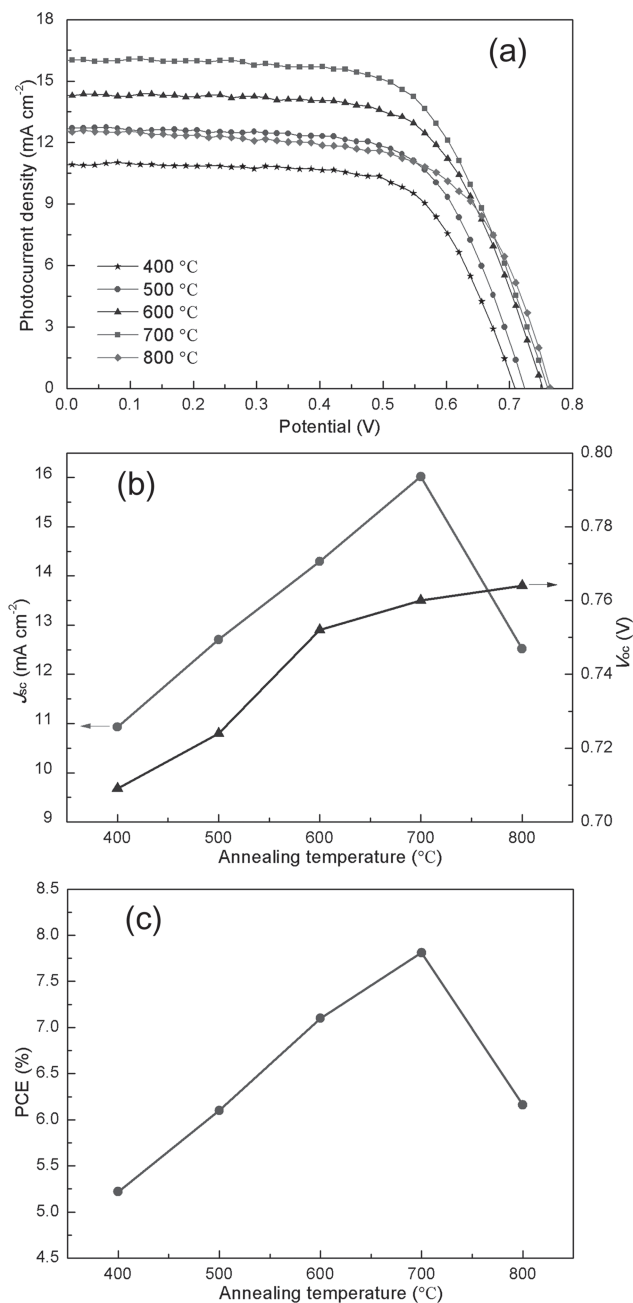 (a)
Photocurrent density (mA cm-2)
18
15
12
9
6
3
0
400 °C
500 °C
600 °C
700 °C
800 °C
0.0 0.1 0.2 0.3 0.4 0.5 0.6 0.7 0.8
Potential (V)
(b)
Jsc (mA cm-2)
16
15
14
13
12
11
10
9
0.80
0.78
0.76
0.74
0.72
0.70
Voc (V)
400 500 600 700 800
Annealing temperature (°C)
(c)
PCE (%)
8.5
8.0
7.5
7.0
6.5
6.0
5.5
5.0
4.5
400 500 600 700 800
Annealing temperature (°C)